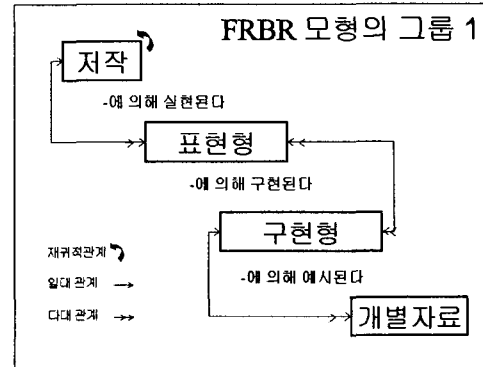 FRBR 모형의 그룹 1
저작
-에 의해 실현된다
표현형
-에 의해 구현된다
구현형
재귀적관계
-에 의해 예시된다
일대 관계
다대 관계
개별자료